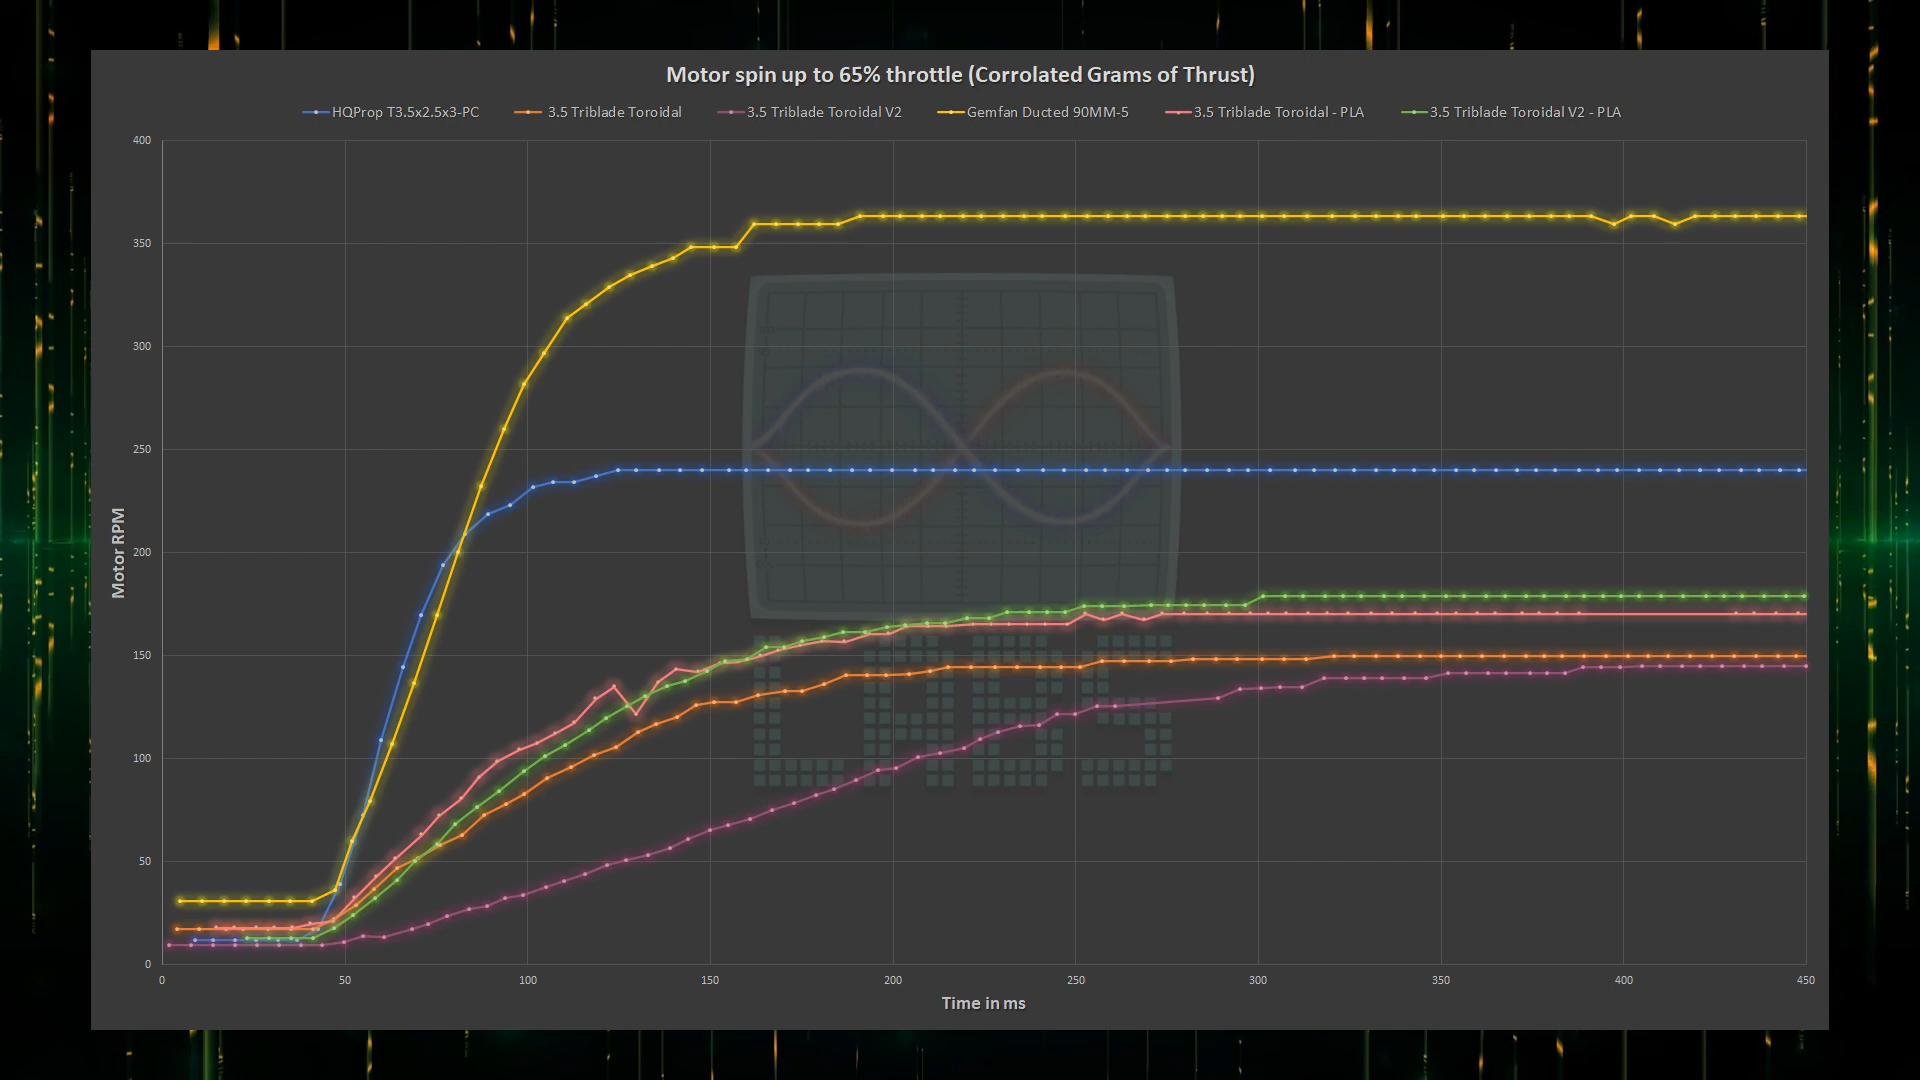 Motor spin up to 65% throttle (Corrolated Grams of Thrust)
HQProp T3.5x2.5x3-PC 3.5 Triblade Toroidal 3.5 Triblade Toroidal V2 Gemfan Ducted 90MM-5 3.5 Triblade Toroidal - PLA 3.5 Triblade Toroidal V2 - PLA
400
350
300
250
200
150
100
50
0
Motor RPM
0 50 100 150 200 250 300 350 400 450
Time in ms